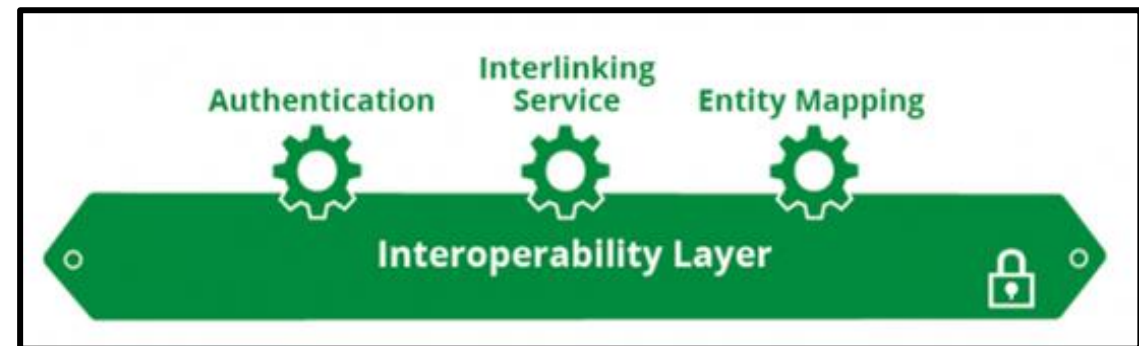 Authentication
Interlinking
Service
Entity Mapping
Interoperability Layer